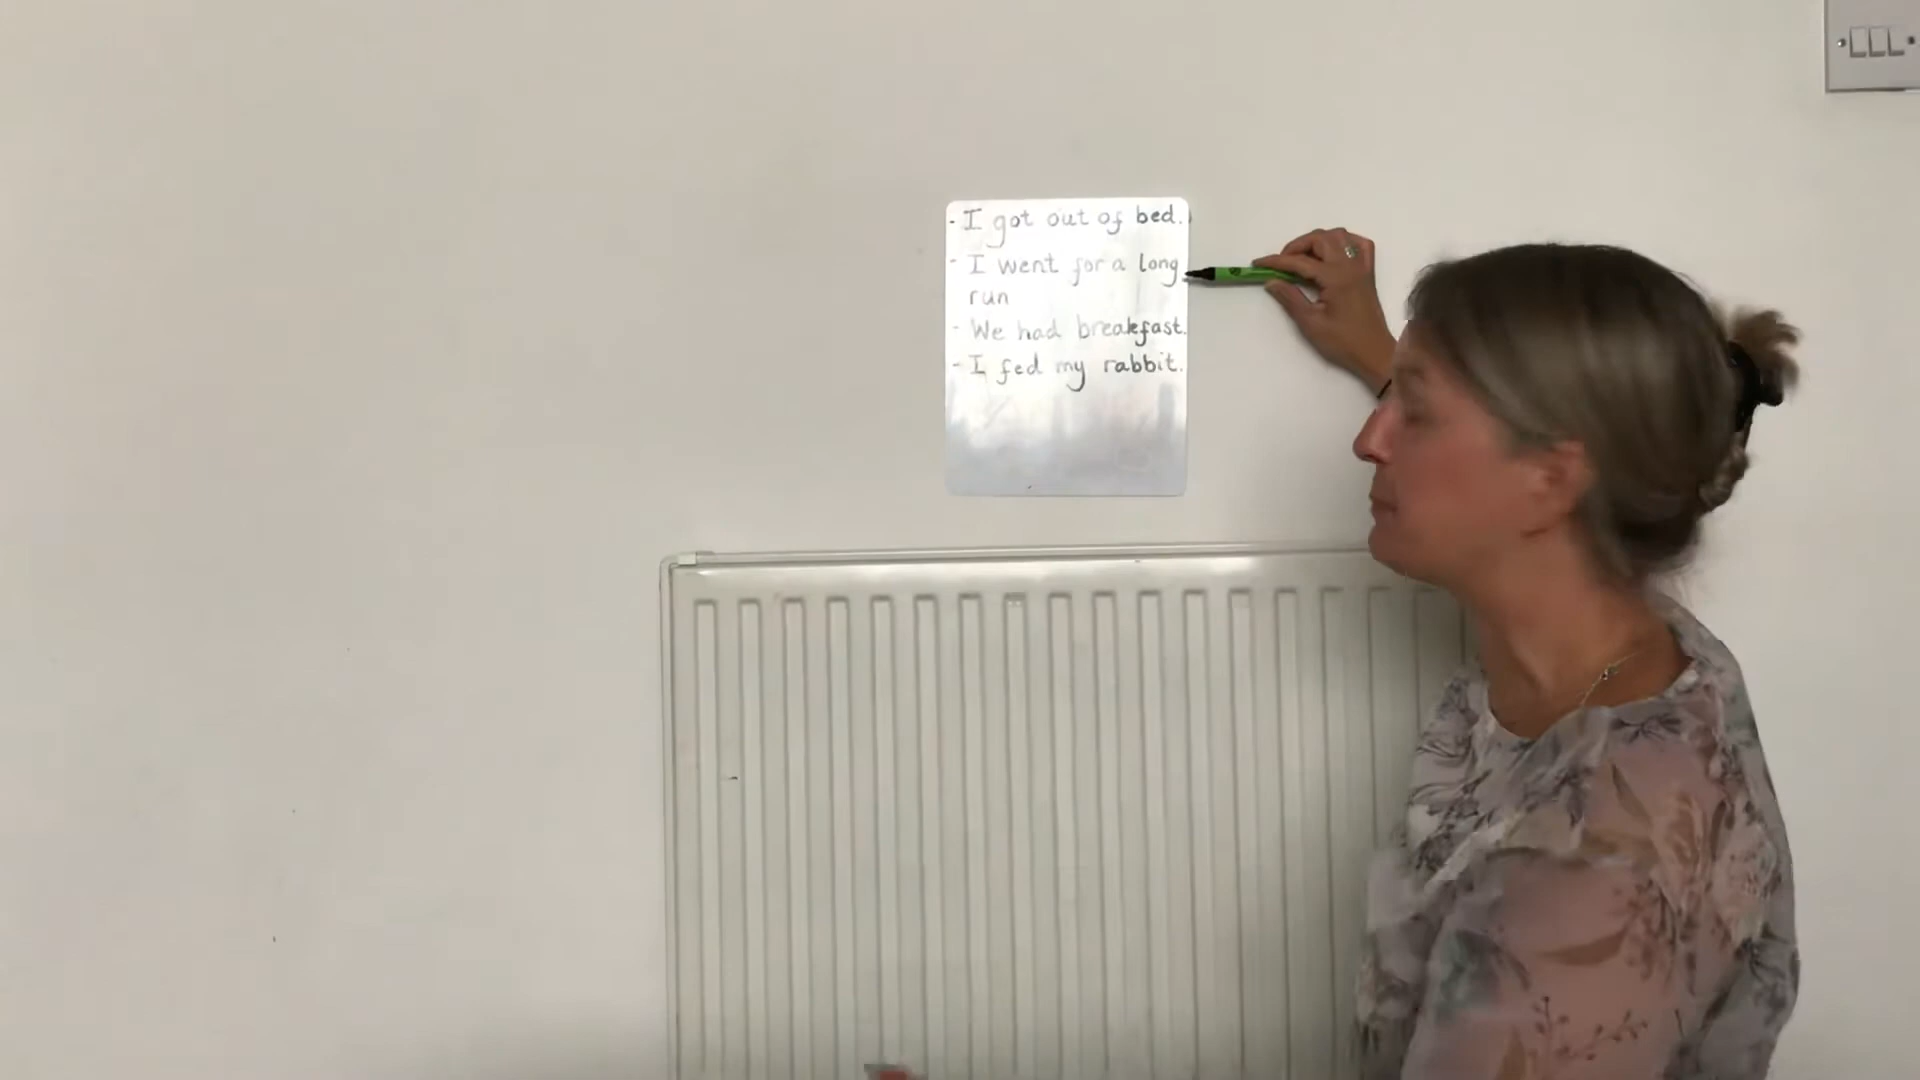 - I got out of bed.
- I went for a long
run
- We had breakfast.
- I fed my rabbit.